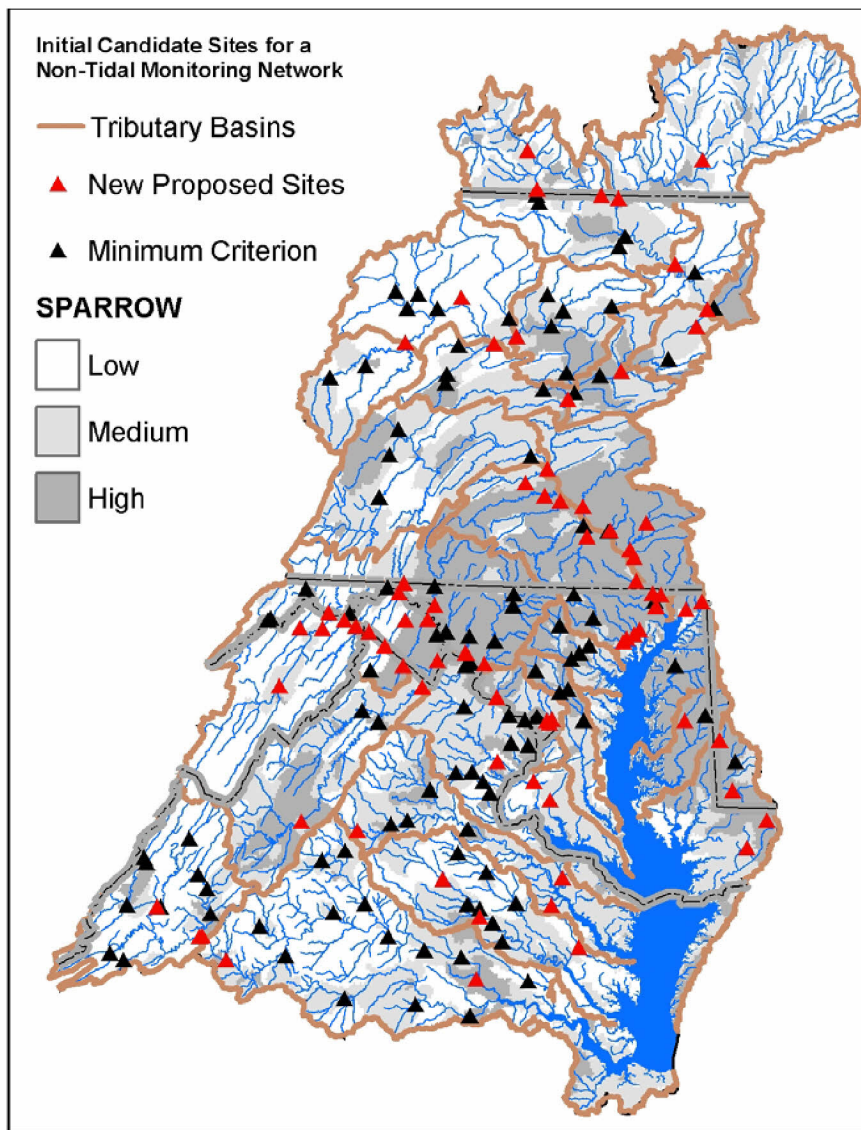 Initial Candidate Sites for a
Non-Tidal Monitoring Network
Tributary Basins
New Proposed Sites
Minimum Criterion
SPARROW
Low
Medium
High